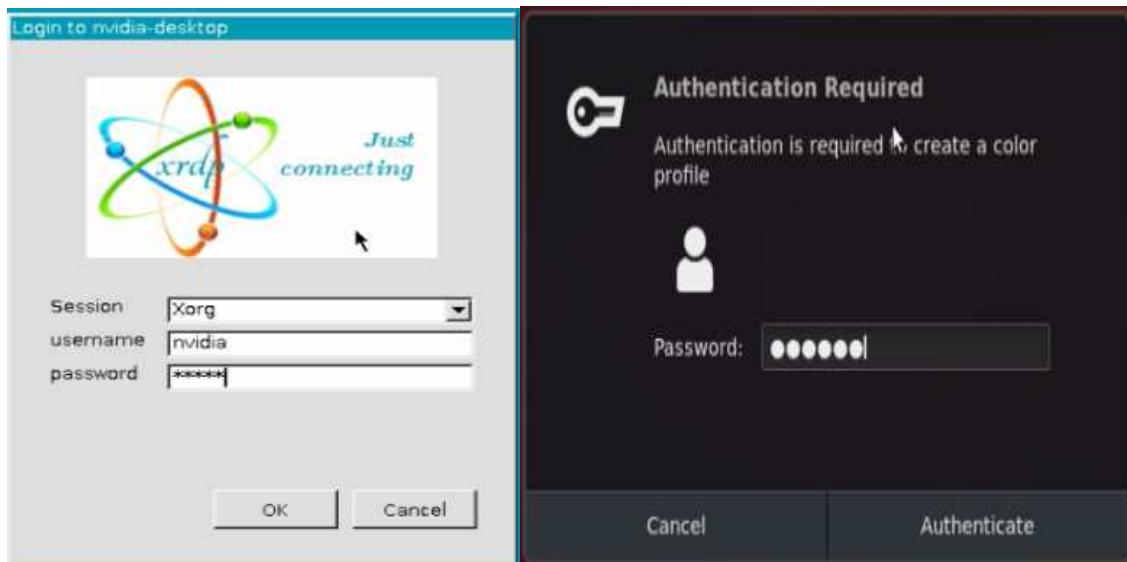 Login to nvidia-desktop
Just
connecting
xrdp
Session
Xorg
username
nvidia
password
*****
OK
Cancel
Authentication Required
Authentication is required to create a color
profile
Password:
●●●●●●
Cancel
Authenticate